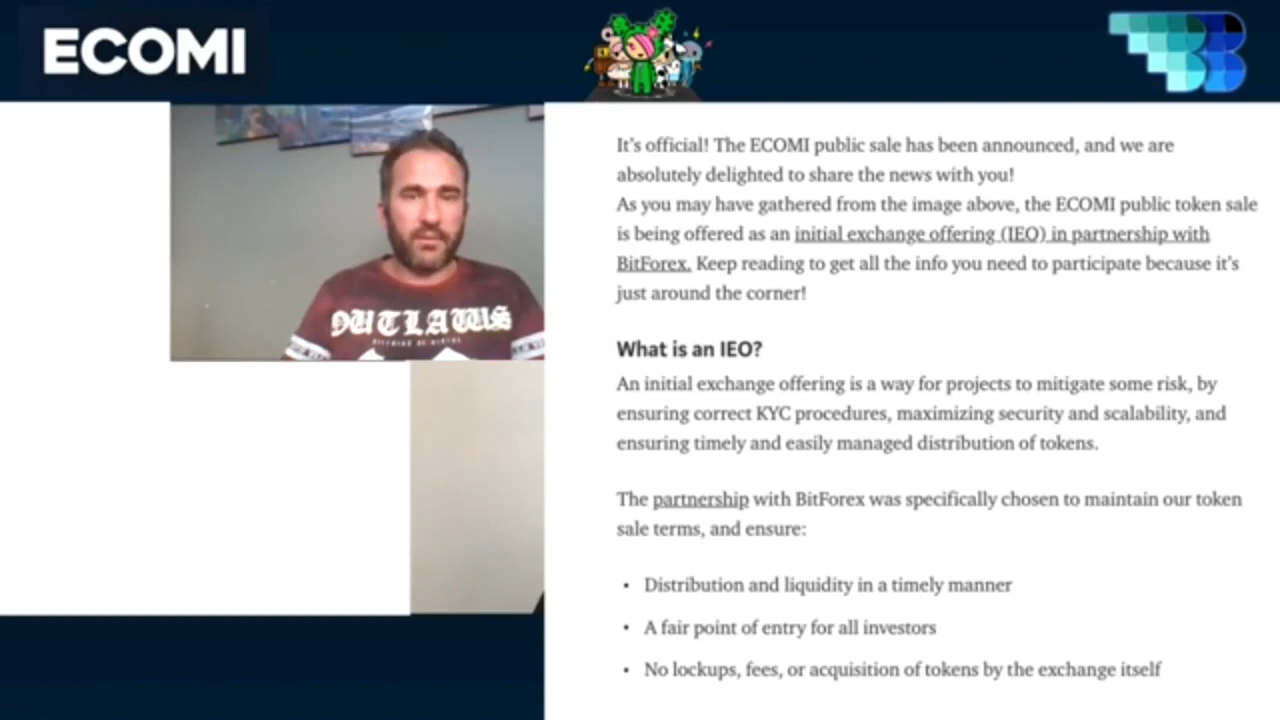 ECOMI
It's official! The ECOMI public sale has been announced, and we are
absolutely delighted to share the news with you!
As you may have gathered from the image above, the ECOMI public token sale
is being offered as an initial exchange offering (IEO) in partnership with
BitForex. Keep reading to get all the info you need to participate because it's
just around the corner!
What is an IEO?
An initial exchange offering is a way for projects to mitigate some risk, by
ensuring correct KYC procedures, maximizing security and scalability, and
ensuring timely and easily managed distribution of tokens.
The partnership with BitForex was specifically chosen to maintain our token
sale terms, and ensure:
• Distribution and liquidity in a timely manner
• A fair point of entry for all investors
• No lockups, fees, or acquisition of tokens by the exchange itself
OUTLAWS